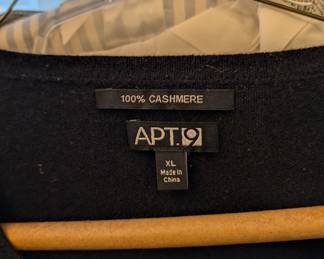 100% CASHMERE
APT.9
XL
Made In
China